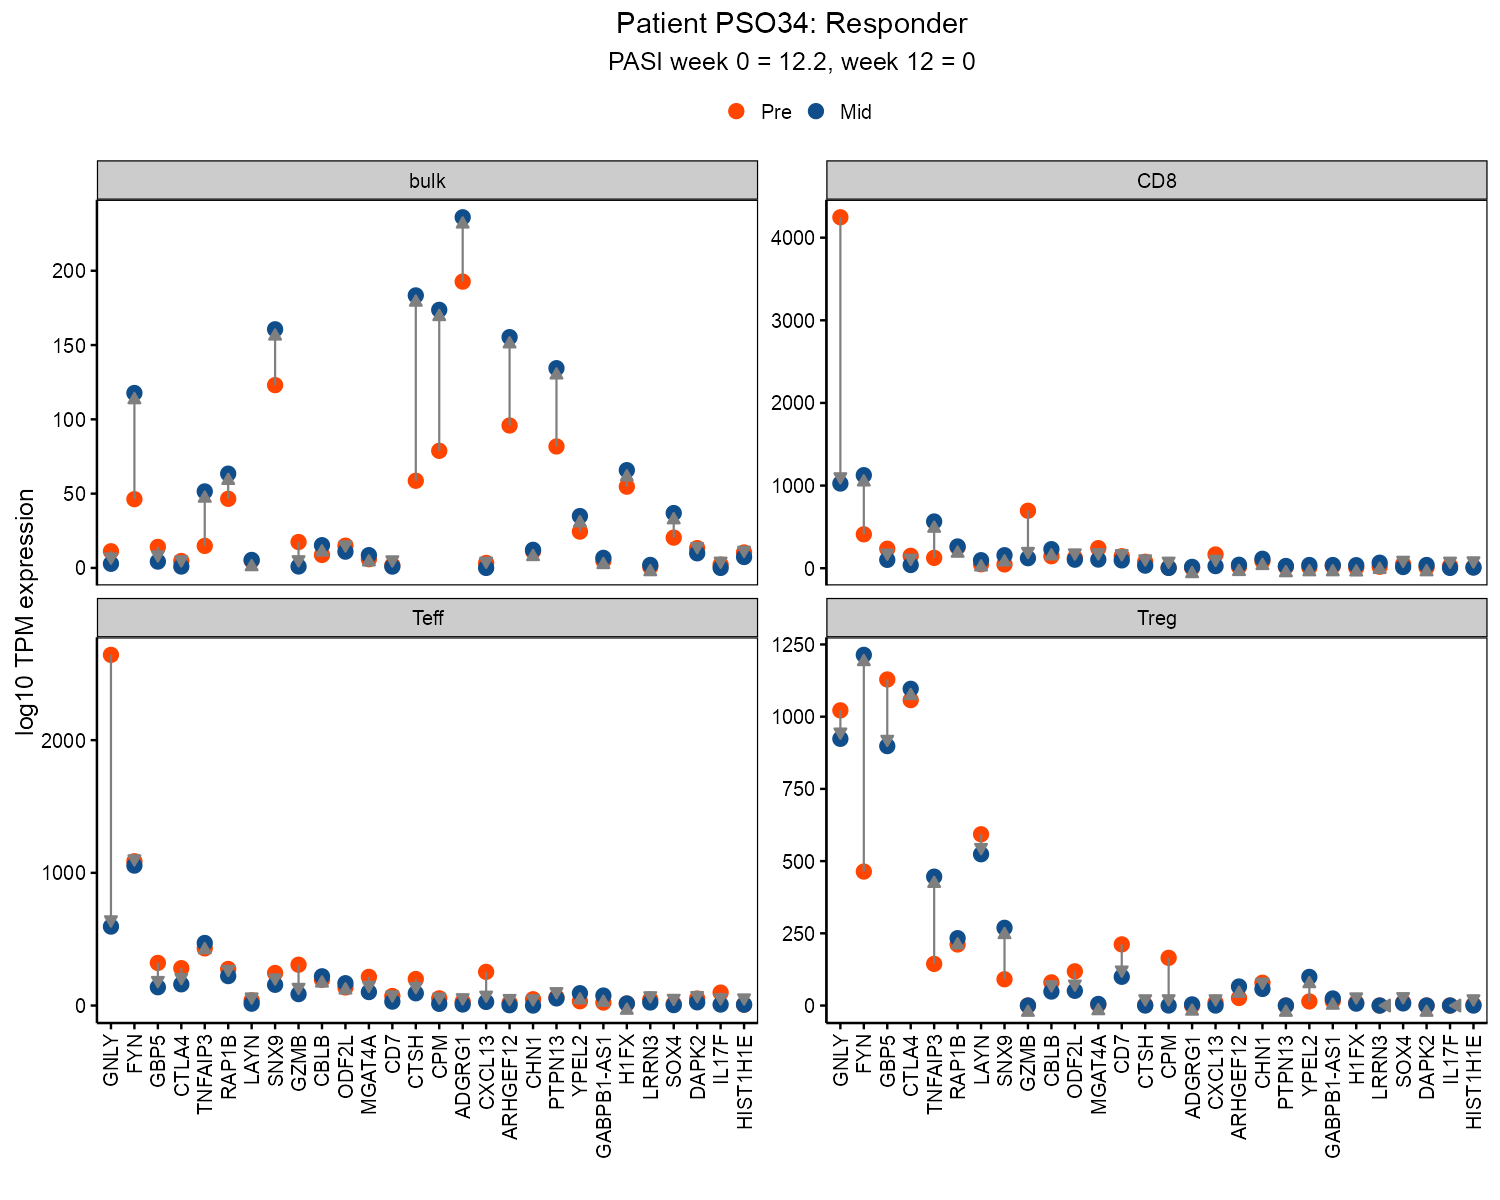 Patient PSO34: Responder
PASI week 0 = 12.2, week 12 = 0
Pre Mid
log10 TPM expression
bulk
200
150
100
50
0
CD8
4000
3000
2000
1000
0
Teff
2000
1000
0
GNLY
FYN
GBP5
CTLA4
TNFAIP3
RAP1B
LAYN
SNX9
GZMB
CBLB
ODF2L
MGAT4A
CD7
CTSH
CPM
ADGRG1
CXCL13
ARHGEF12
CHN1
PTPN13
YPEL2
GABPB1-AS1
H1FX
LRRN3
SOX4
DAPK2
IL17F
HIST1H1E
Treg
1250
1000
750
500
250
0
GNLY
FYN
GBP5
CTLA4
TNFAIP3
RAP1B
LAYN
SNX9
GZMB
CBLB
ODF2L
MGAT4A
CD7
CTSH
CPM
ADGRG1
CXCL13
ARHGEF12
CHN1
PTPN13
YPEL2
GABPB1-AS1
H1FX
LRRN3
SOX4
DAPK2
IL17F
HIST1H1E